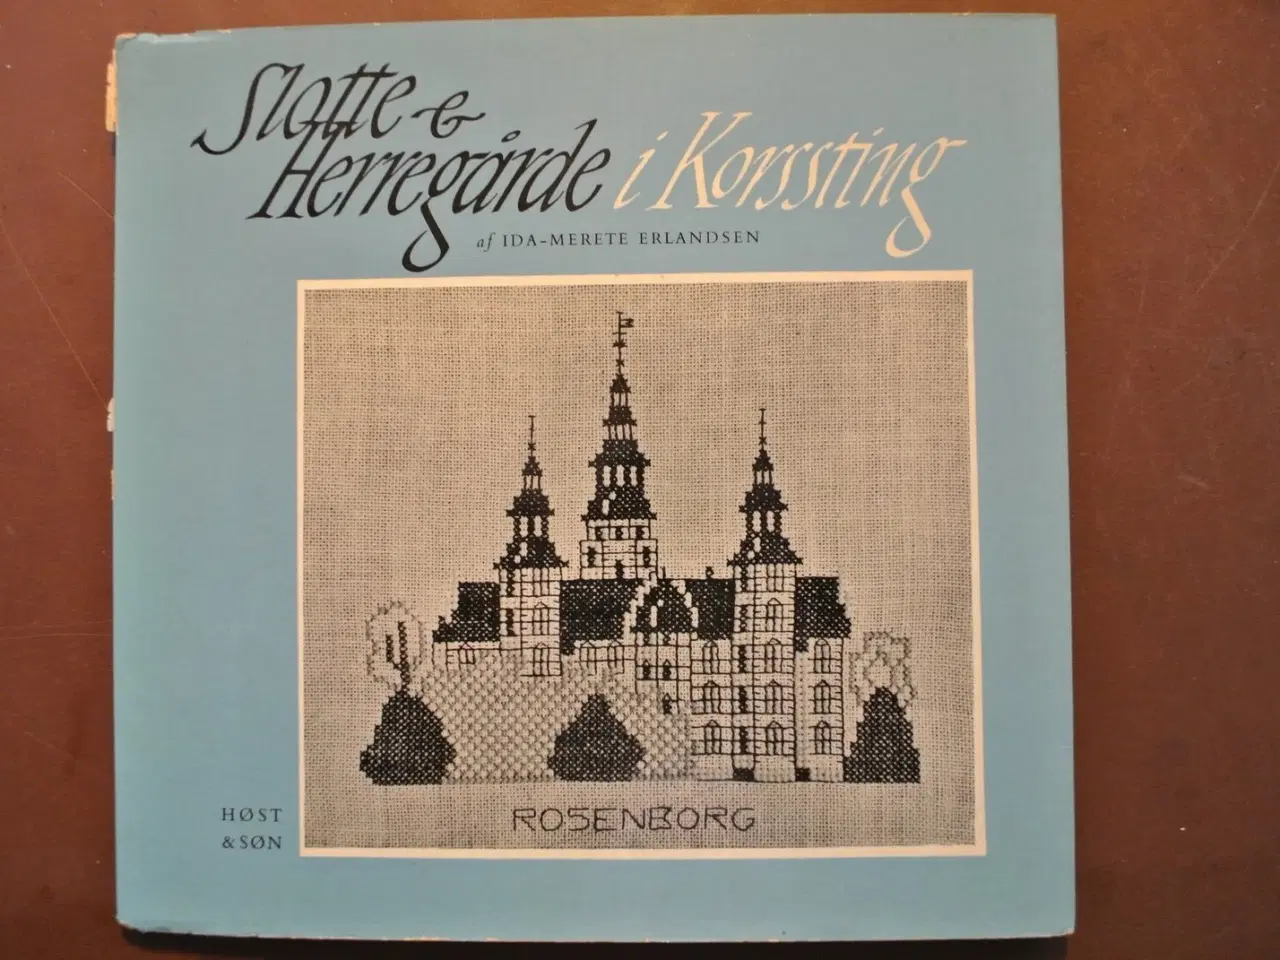 Slotte &
Herregårde i Korssting
af IDA-MERETE ERLANDSEN
ROSENBORG
HØST
& SØN